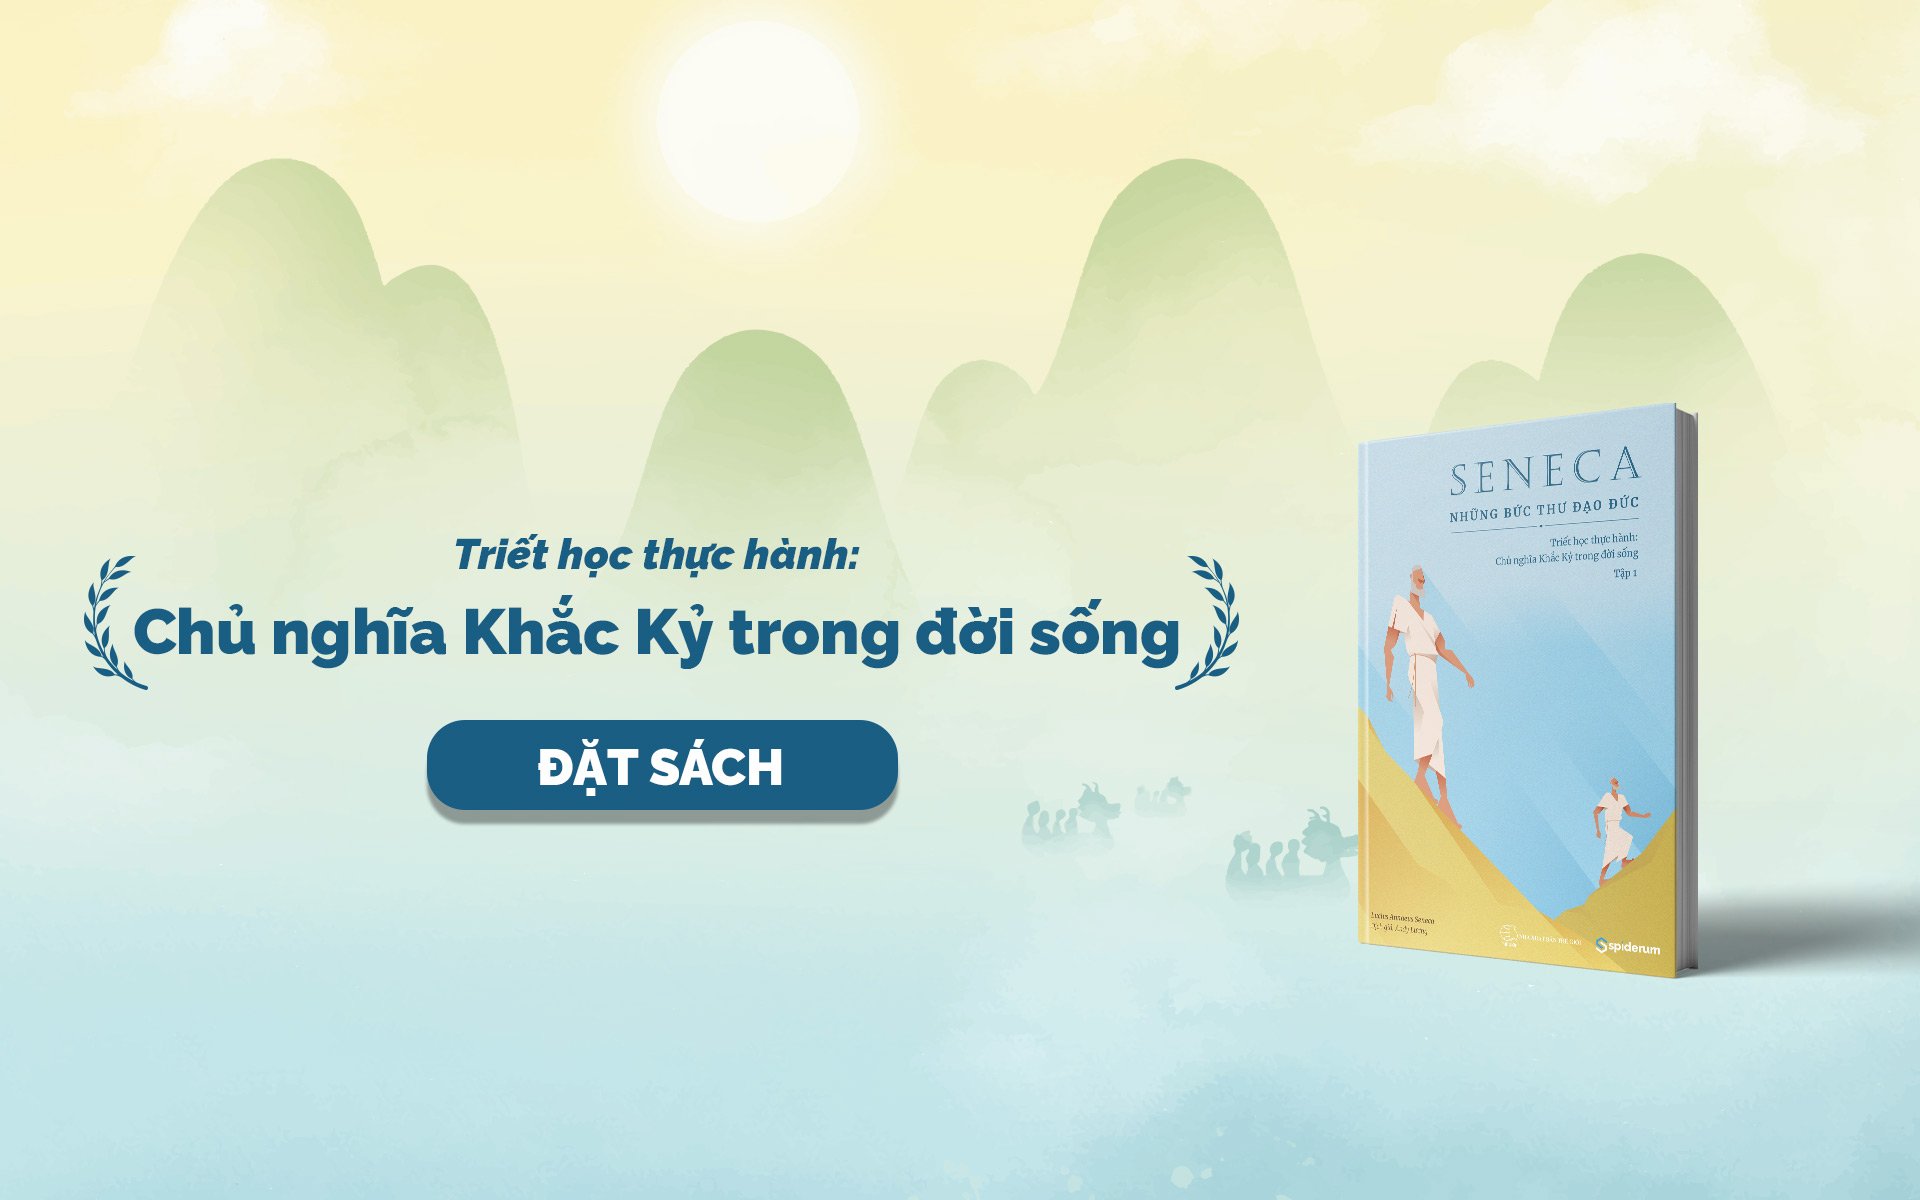 Triết học thực hành:
Chủ nghĩa Khắc Kỷ trong đời sống
ĐẶT SÁCH
SENECA
NHỮNG BỨC THƯ ĐẠO ĐỨC
Triết học thực hành:
Chủ nghĩa Khắc Kỷ trong đời sống
Tập 1
Lucius Annaeus Seneca
spiderum